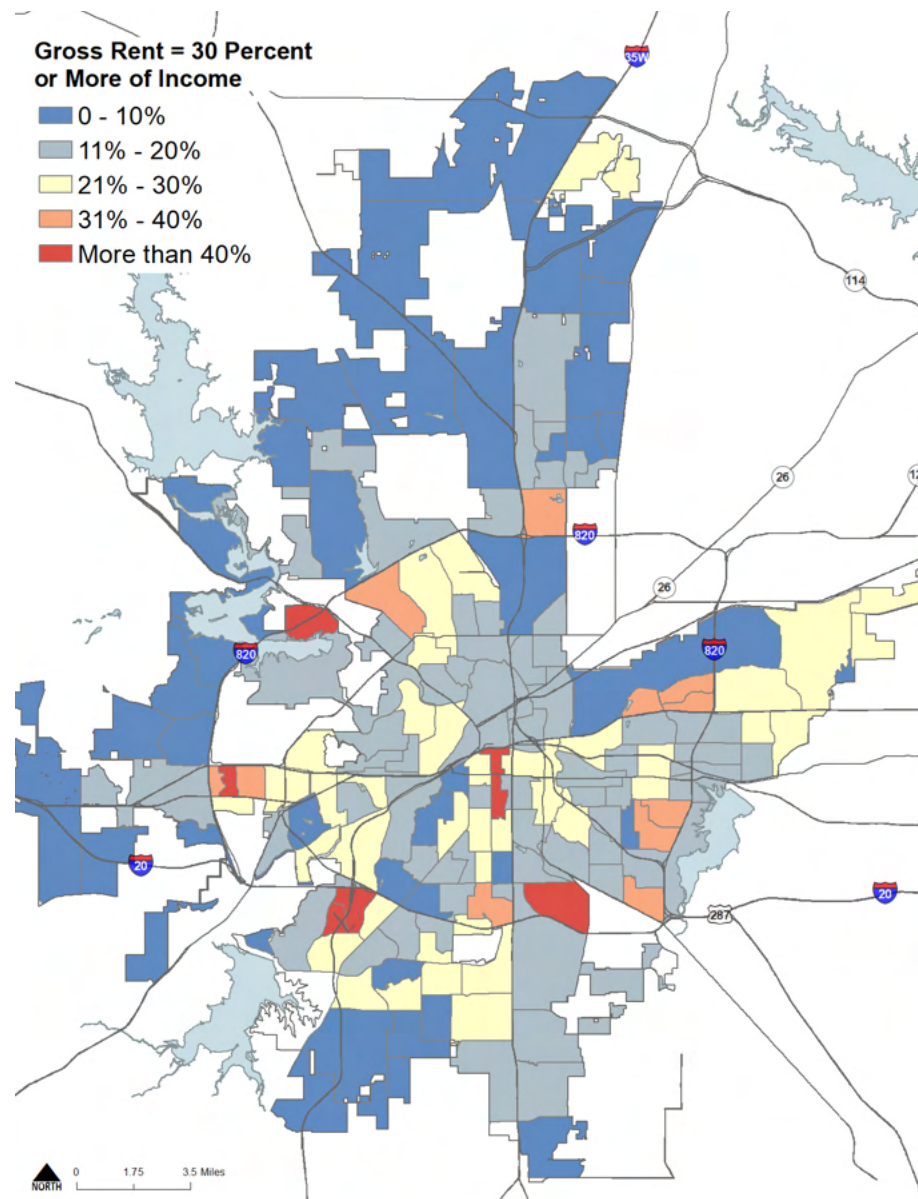 Gross Rent = 30 Percent
or More of Income
0 - 10%
11% - 20%
21% - 30%
31% - 40%
More than 40%
35W
114
26
12
820
26
820
820
20
20
287
NORTH
0 1.75 3.5 Miles